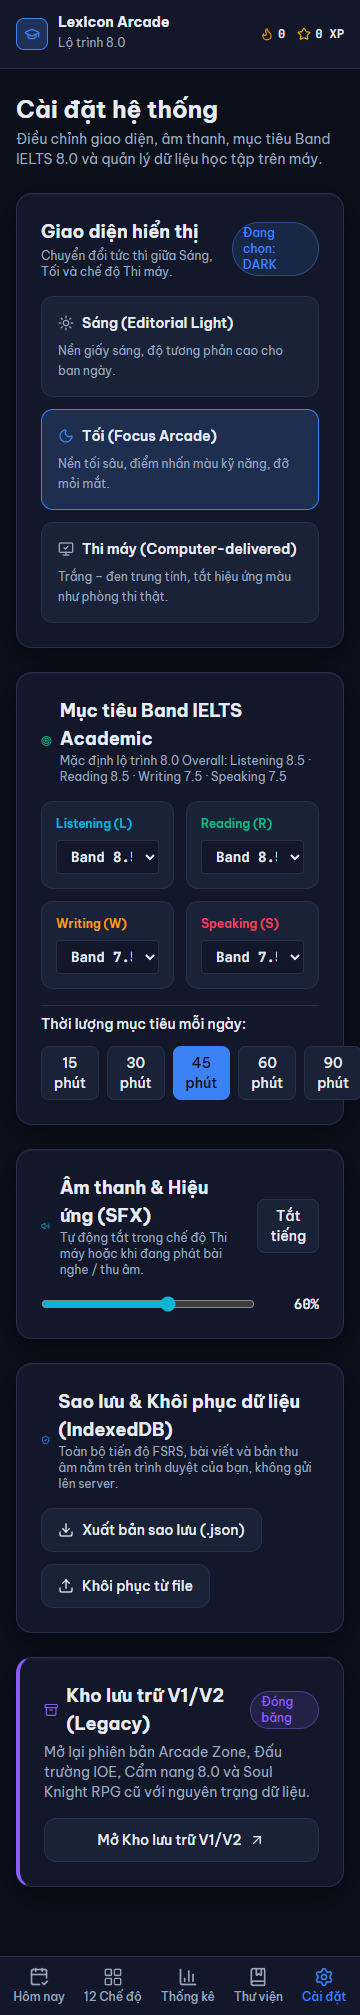 Lexicon Arcade
Lộ trình 8.0
0
0 XP
Cài đặt hệ thống
Điều chỉnh giao diện, âm thanh, mục tiêu Band
IELTS 8.0 và quản lý dữ liệu học tập trên máy.
Giao diện hiển thị
Chuyển đổi tức thì giữa Sáng,
Tối và chế độ Thi máy.
Đang
chọn:
DARK
Sáng (Editorial Light)
Nền giấy sáng, độ tương phản cao cho
ban ngày.
Tối (Focus Arcade)
Nền tối sâu, điểm nhấn màu kỹ năng, đỡ
mỏi mắt.
Thi máy (Computer-delivered)
Trắng – đen trung tính, tắt hiệu ứng màu
như phòng thi thật.
Mục tiêu Band IELTS
Academic
Mặc định lộ trình 8.0 Overall: Listening 8.5 ·
Reading 8.5 · Writing 7.5 · Speaking 7.5
Listening (L)
Reading (R)
Band 8.5
Band 8.5
Writing (W)
Speaking (S)
Band 7.5
Band 7.5
Thời lượng mục tiêu mỗi ngày:
15
phút
30
phút
45
phút
60
phút
90
phút
Âm thanh & Hiệu
ứng (SFX)
Tự động tắt trong chế độ Thi
máy hoặc khi đang phát bài
nghe / thu âm.
Tắt
tiếng
60%
Sao lưu & Khôi phục dữ liệu
(IndexedDB)
Toàn bộ tiến độ FSRS, bài viết và bản thu
âm nằm trên trình duyệt của bạn, không gửi
lên server.
Xuất bản sao lưu (.json)
Khôi phục từ file
Kho lưu trữ V1/V2
(Legacy)
Đóng
băng
Mở lại phiên bản Arcade Zone, Đấu
trường IOE, Cẩm nang 8.0 và Soul
Knight RPG cũ với nguyên trạng dữ liệu.
Mở Kho lưu trữ V1/V2
Hôm nay
12 Chế độ
Thống kê
Thư viện
Cài đặt